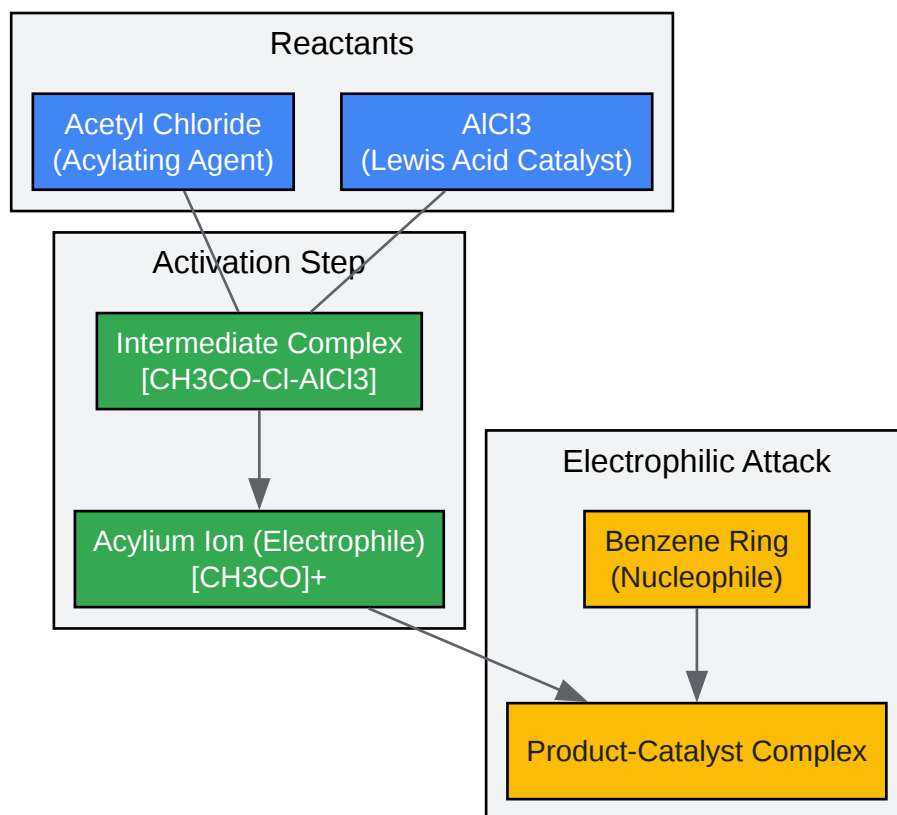 Reactants
Acetyl Chloride
(Acylating Agent)
AlCl3
(Lewis Acid Catalyst)
Activation Step
Intermediate Complex
[CH3CO-Cl-AlCl3]
Acylium Ion (Electrophile)
[CH3CO]+
Electrophilic Attack
Benzene Ring
(Nucleophile)
Product-Catalyst Complex